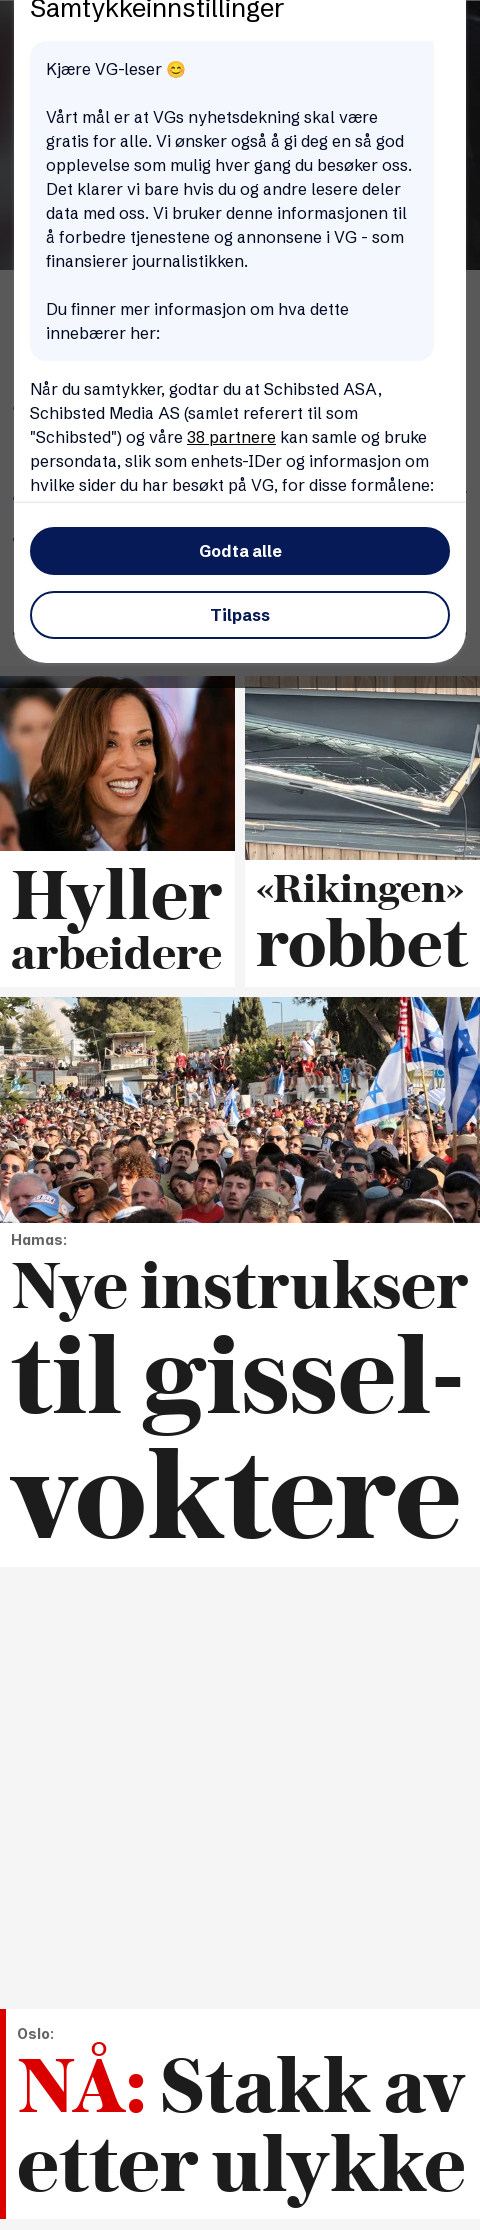 Samtykkeinnstillinger
Kjære VG-leser 😊
Vårt mål er at VGs nyhetsdekning skal være
gratis for alle. Vi ønsker også å gi deg en så god
opplevelse som mulig hver gang du besøker oss.
Det klarer vi bare hvis du og andre lesere deler
data med oss. Vi bruker denne informasjonen til
å forbedre tjenestene og annonsene i VG - som
finansierer journalistikken.
Du finner mer informasjon om hva dette
innebærer her:
Når du samtykker, godtar du at Schibsted ASA,
Schibsted Media AS (samlet referert til som
"Schibsted") og våre 38 partnere kan samle og bruke
persondata, slik som enhets-IDer og informasjon om
hvilke sider du har besøkt på VG, for disse formålene:
Godta alle
Tilpass
Hyller
arbeidere
«Rikingen»
robbet
Hamas:
Nye instrukser
til gissel-
voktere
Oslo:
NÅ: Stakk av
etter ulykke